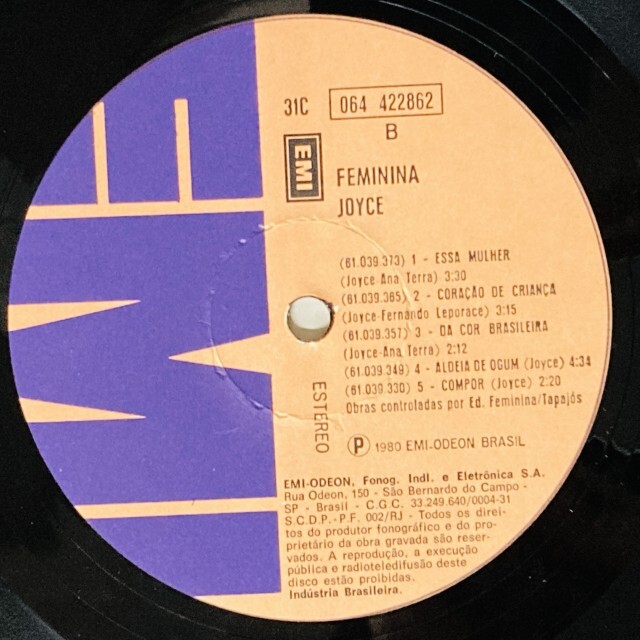 31C 064 422862
B
EMI
FEMININA
JOYCE
(61.039.373) 1 - ESSA MULHER
(Joyce-Ana Terra) 3:30
(61.039.365) 2 - CORAÇÃO DE CRIANÇA
(Joyce-Fernando Leporace) 3:15
(61.039.357) 3 - DA COR BRASILEIRA
(Joyce-Ana Terra) 2:12
(61.039.349) 4 - ALDEIA DE OGUM (Joyce) 4:34
(61.039.330) 5 - COMPOR (Joyce) 2:20
Obras controladas por Ed. Feminina/Tapajós
ESTÉREO
Ⓟ 1980 EMI-ODEON BRASIL
EMI-ODEON, Fonog. Indl. e Eletrônica S.A.
Rua Odeon, 150 - São Bernardo do Campo -
SP - Brasil - C.G.C. 33.249.640/0004-31
S.C.D.P.-P.F. 002/RJ - Todos os direi-
tos do produtor fonográfico e do pro-
prietário da obra gravada são reser-
vados. A reprodução, a execução
pública e radioteledifusão deste
disco estão proibidas.
Indústria Brasileira.